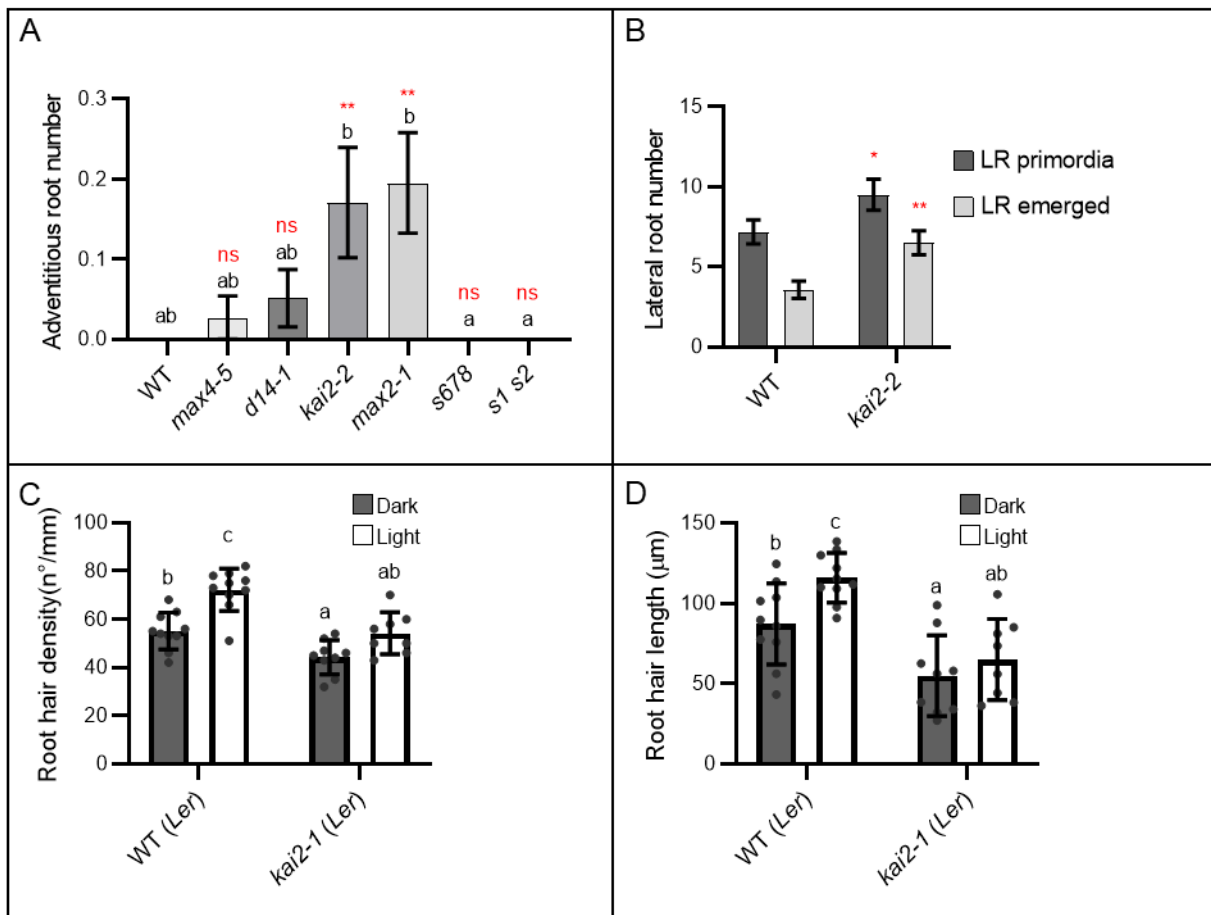 A
Adventitious root number
0.3
0.2
0.1
0.0
ab
ns
ab
ns
ab
**
b
**
b
ns
a
ns
a
WT
max4-5
d14-1
kai2-2
max2-1
s678
s1 s2
B
Lateral root number
15
10
5
0
*
**
LR primordia
LR emerged
WT
kai2-2
C
Root hair density(n°/mm)
100
80
60
40
20
0
Dark
Light
b
c
a
ab
WT (Ler)
kai2-1 (Ler)
D
Root hair length (μm)
150
100
50
0
Dark
Light
b
c
a
ab
WT (Ler)
kai2-1 (Ler)